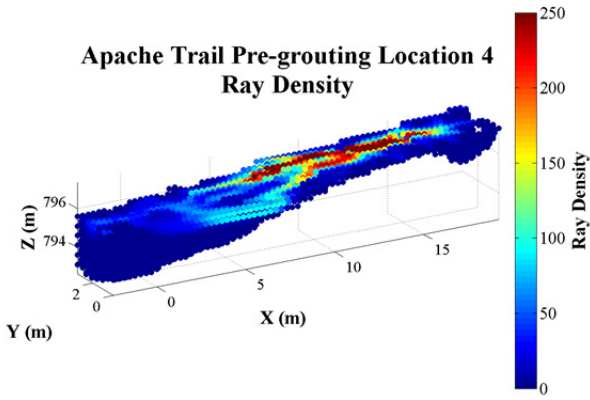 Apache Trail Pre-grouting Location 4
Ray Density
250
200
150
100
50
0
Ray Density
796
794
Z (m)
2
0
Y (m)
0
5
10
15
X (m)